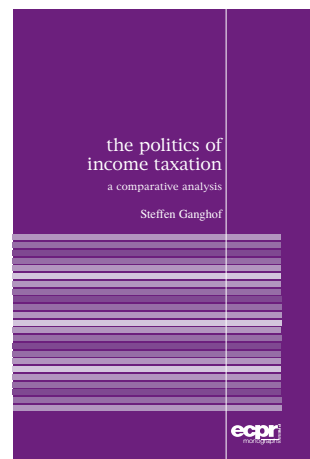 the politics of
income taxation
a comparative analysis
Steffen Ganghof
ecpr
monographs